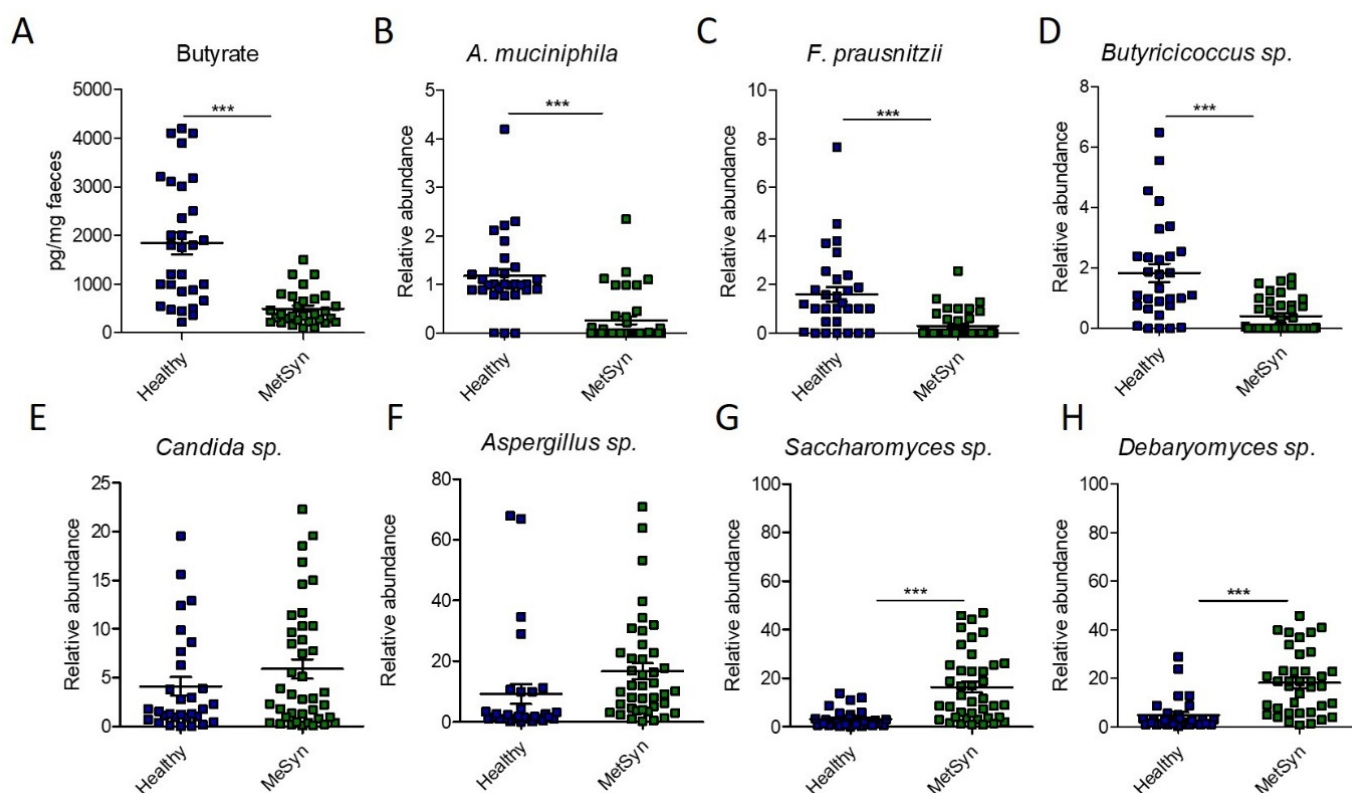 A
Butyrate
5000
4000
3000
2000
1000
0
pg/mg faeces
***
Healthy
MetSyn
B
A. muciniphila
5
4
3
2
1
0
Relative abundance
***
Healthy
MetSyn
C
F. prausnitzii
10
8
6
4
2
0
Relative abundance
***
Healthy
MetSyn
D
Butyricicoccus sp.
8
6
4
2
0
Relative abundance
***
Healthy
MetSyn
E
Candida sp.
25
20
15
10
5
0
Relative abundance
Healthy
MeSyn
F
Aspergillus sp.
80
60
40
20
0
Relative abundance
Healthy
MetSyn
G
Saccharomyces sp.
100
80
60
40
20
0
Relative abundance
***
Healthy
MetSyn
H
Debaryomyces sp.
100
80
60
40
20
0
Relative abundance
***
Healthy
MetSyn